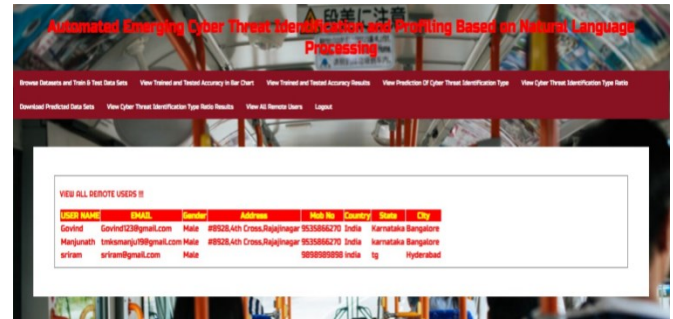 段差に注意
Automated Emerging Cyber Threat Identification and Profiling Based on Natural Language
Processing
Browse Datasets and Train & Test Data Sets View Trained and Tested Accuracy in Bar Chart View Trained and Tested Accuracy Results View Prediction Of Cyber Threat Identification Type View Cyber Threat Identification Type Ratio
Download Predicted Data Sets View Cyber Threat Identification Type Ratio Results View All Remote Users Logout
VIEW ALL REMOTE USERS !!!
USER NAME EMAIL Gender Address Mob No Country State City
Govind Govind123@gmail.com Male #8928,4th Cross,Rajajinagar 9535866270 India Karnataka Bangalore
Manjunath tmksmanju19@gmail.com Male #8928,4th Cross,Rajajinagar 9535866270 India karnataka Bangalore
sriram sriram@gmail.com Male 9898989898 india tg Hyderabad